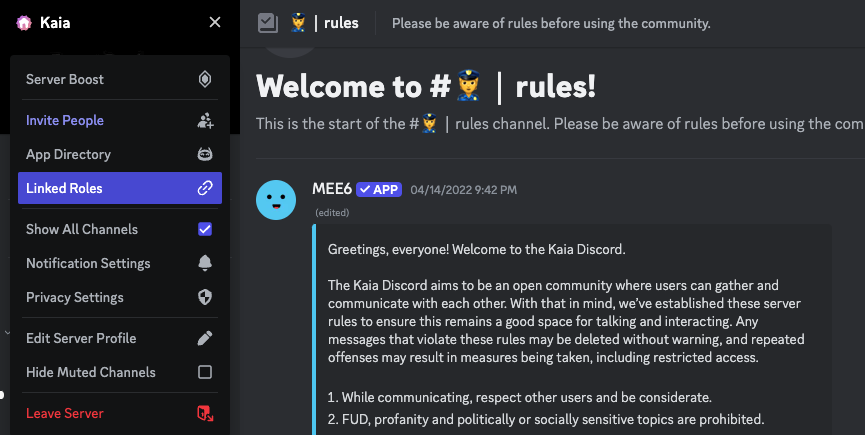 Kaia
Server Boost
Invite People
App Directory
Linked Roles
Show All Channels
Notification Settings
Privacy Settings
Edit Server Profile
Hide Muted Channels
Leave Server
| rules
Please be aware of rules before using the community.
Welcome to # | rules!
This is the start of the # | rules channel. Please be aware of rules before using the com
MEE6 APP 04/14/2022 9:42 PM
(edited)
Greetings, everyone! Welcome to the Kaia Discord.
The Kaia Discord aims to be an open community where users can gather and
communicate with each other. With that in mind, we've established these server
rules to ensure this remains a good space for talking and interacting. Any
messages that violate these rules may be deleted without warning, and repeated
offenses may result in measures being taken, including restricted access.
1. While communicating, respect other users and be considerate.
2. FUD, profanity and politically or socially sensitive topics are prohibited.